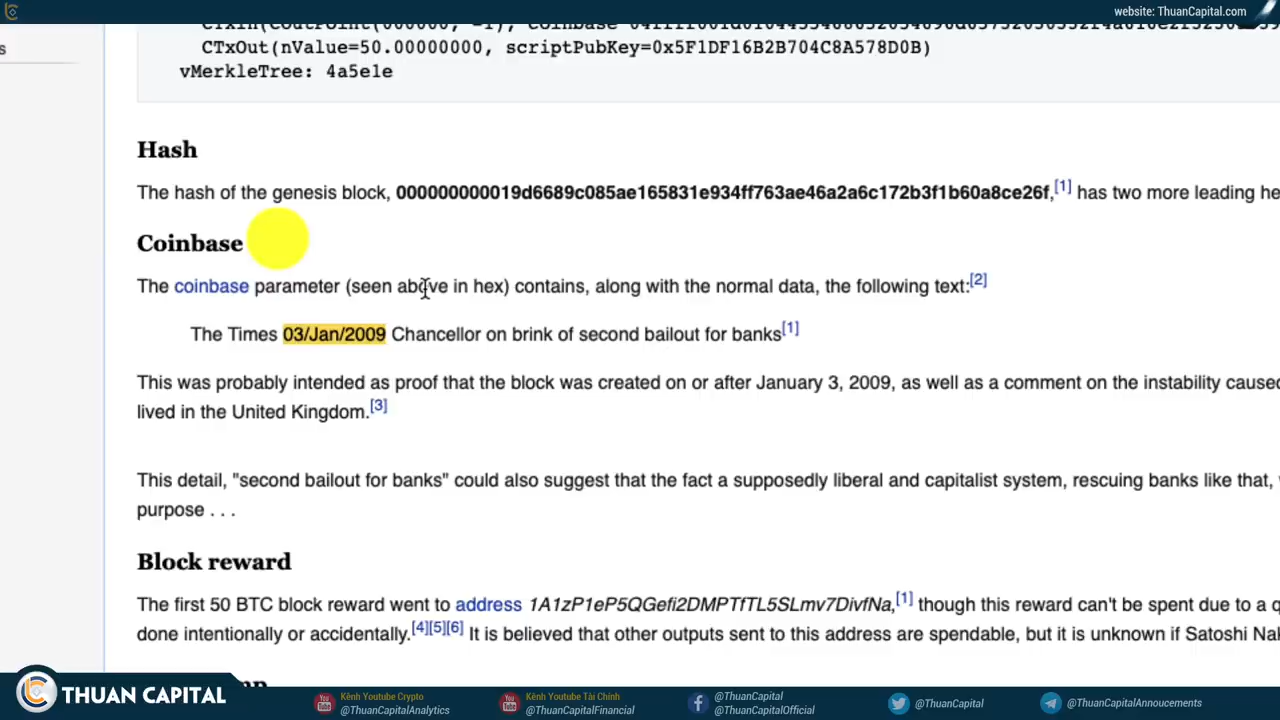 website: ThuanCapital.com
s
CTxOut(nValue=50.00000000, scriptPubKey=0x5F1DF16B2B704C8A578D0B)
vMerkleTree: 4a5e1e
Hash
The hash of the genesis block, 000000000019d6689c085ae165831e934ff763ae46a2a6c172b3f1b60a8ce26f,[1] has two more leading he
Coinbase
The coinbase parameter (seen above in hex) contains, along with the normal data, the following text:[2]
The Times 03/Jan/2009 Chancellor on brink of second bailout for banks[1]
This was probably intended as proof that the block was created on or after January 3, 2009, as well as a comment on the instability caused
lived in the United Kingdom.[3]
This detail, "second bailout for banks" could also suggest that the fact a supposedly liberal and capitalist system, rescuing banks like that,
purpose . . .
Block reward
The first 50 BTC block reward went to address 1A1zP1eP5QGefi2DMPTfTL5SLmv7DivfNa,[1] though this reward can't be spent due to a q
done intentionally or accidentally.[4][5][6] It is believed that other outputs sent to this address are spendable, but it is unknown if Satoshi Nak
THUAN CAPITAL
Kênh Youtube Crypto
@ThuanCapitalAnalytics
Kênh Youtube Tài Chính
@ThuanCapitalFinancial
@ThuanCapital
@ThuanCapitalOfficial
@ThuanCapital
@ThuanCapitalAnnoucements